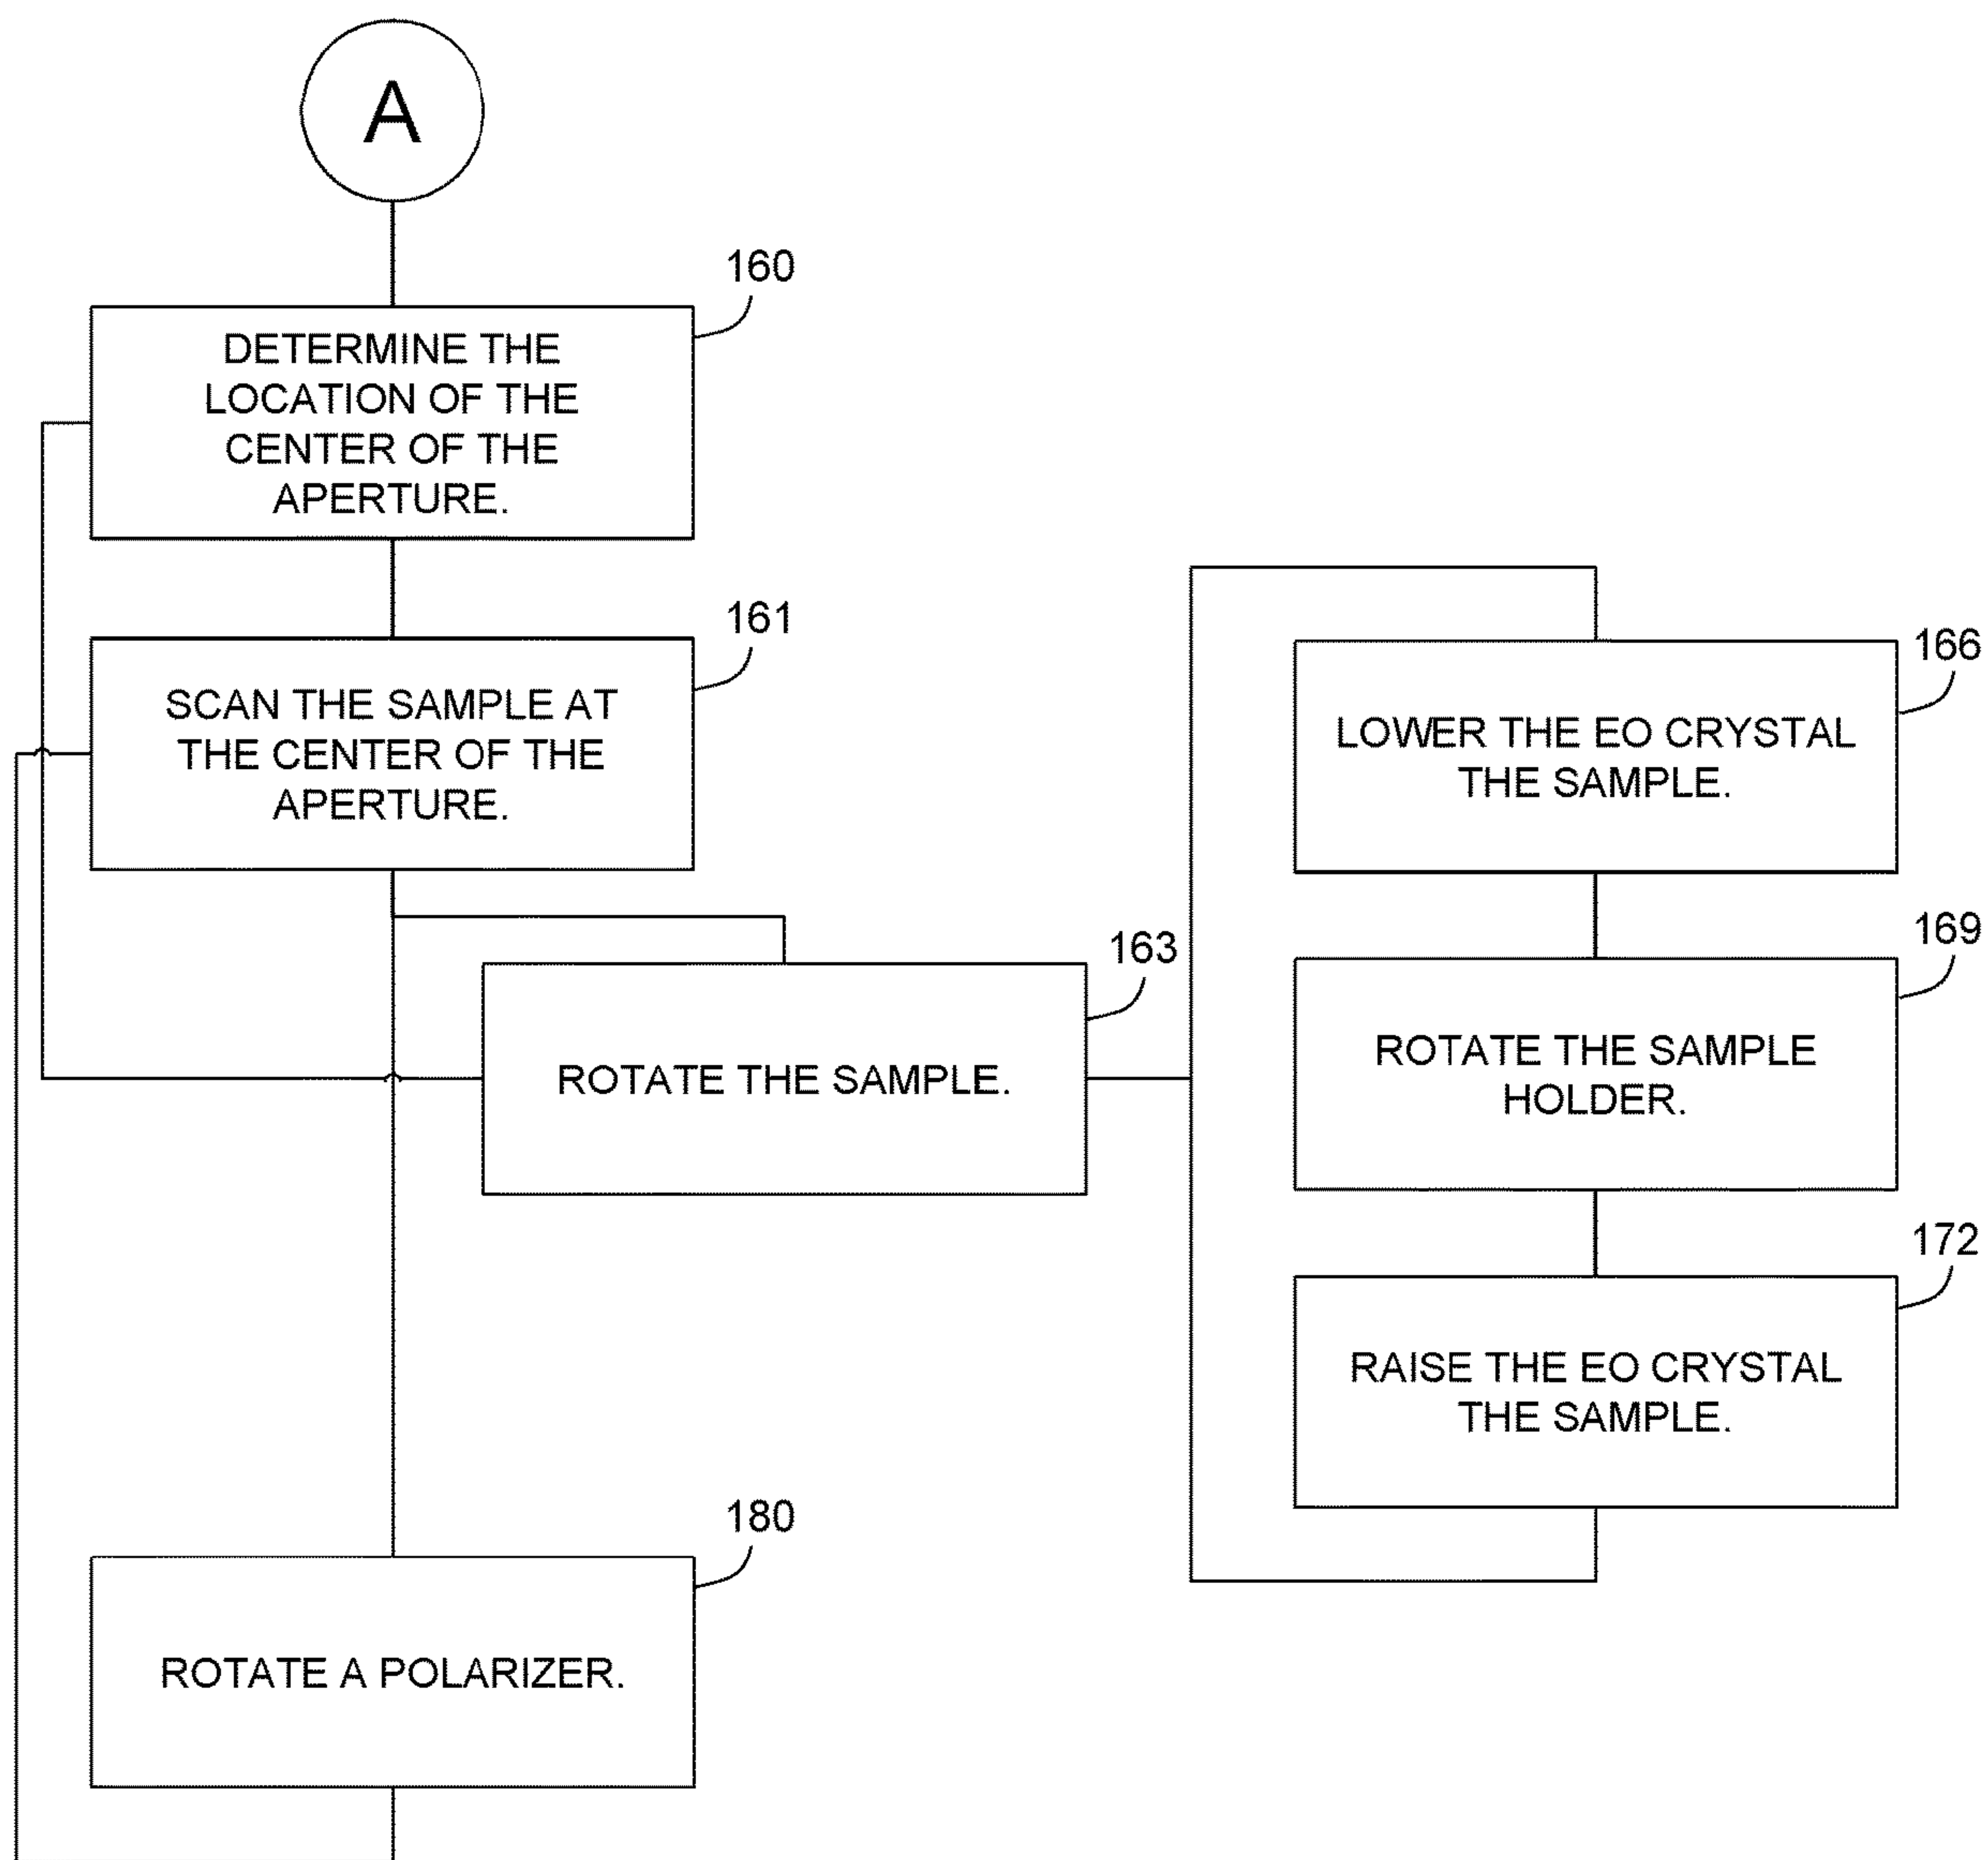 A
160
DETERMINE THE
LOCATION OF THE
CENTER OF THE
APERTURE.
161
SCAN THE SAMPLE AT
THE CENTER OF THE
APERTURE.
163
ROTATE THE SAMPLE.
166
LOWER THE EO CRYSTAL
THE SAMPLE.
169
ROTATE THE SAMPLE
HOLDER.
172
RAISE THE EO CRYSTAL
THE SAMPLE.
180
ROTATE A POLARIZER.